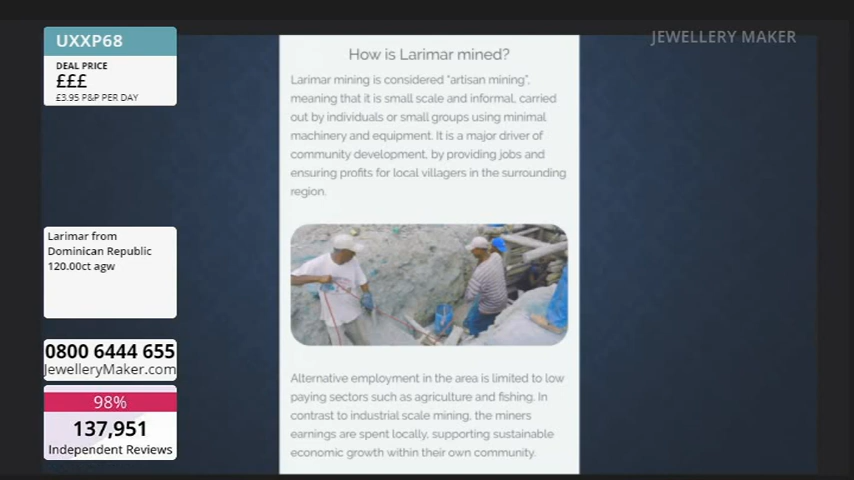 UXXP68
DEAL PRICE
£££
£3.95 P&P PER DAY
JEWELLERY MAKER
How is Larimar mined?
Larimar mining is considered "artisan mining",
meaning that it is small scale and informal, carried
out by individuals or small groups using minimal
machinery and equipment. It is a major driver of
community development, by providing jobs and
ensuring profits for local villagers in the surrounding
region.
Larimar from
Dominican Republic
120.00ct agw
0800 6444 655
JewelleryMaker.com
98%
137,951
Independent Reviews
Alternative employment in the area is limited to low
paying sectors such as agriculture and fishing. In
contrast to industrial scale mining, the miners
earnings are spent locally, supporting sustainable
economic growth within their own community.